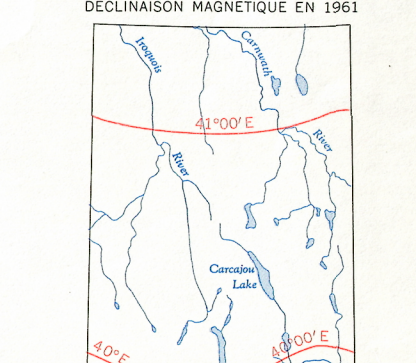 DECLINAISON MAGNETIQUE EN 1961
Iroquois
Carnwath
41°00'E
River
River
Carcajou
Lake
40°E
40°00'E